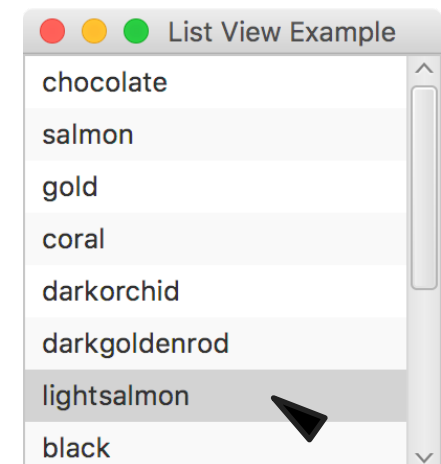 List View Example
chocolate
salmon
gold
coral
darkorchid
darkgoldenrod
lightsalmon
black